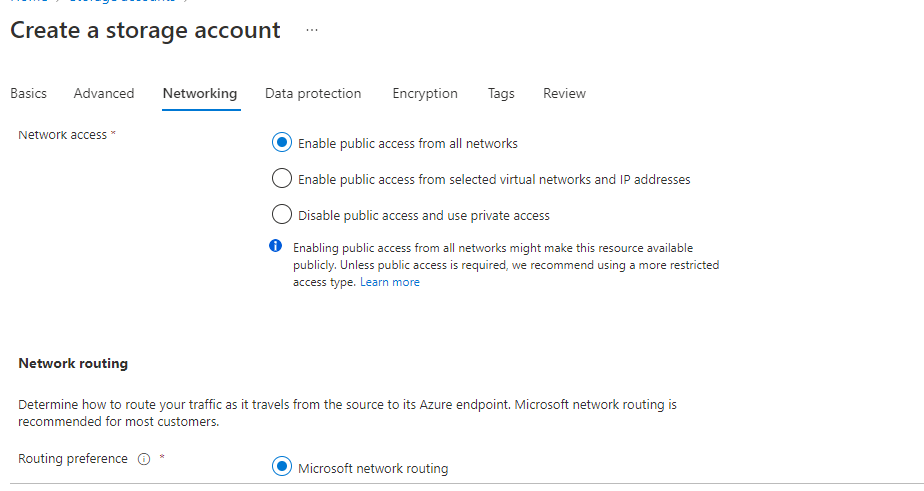 Create a storage account ...
Basics Advanced Networking Data protection Encryption Tags Review
Network access *
Enable public access from all networks
Enable public access from selected virtual networks and IP addresses
Disable public access and use private access
Enabling public access from all networks might make this resource available
publicly. Unless public access is required, we recommend using a more restricted
access type. Learn more
Network routing
Determine how to route your traffic as it travels from the source to its Azure endpoint. Microsoft network routing is
recommended for most customers.
Routing preference *
Microsoft network routing